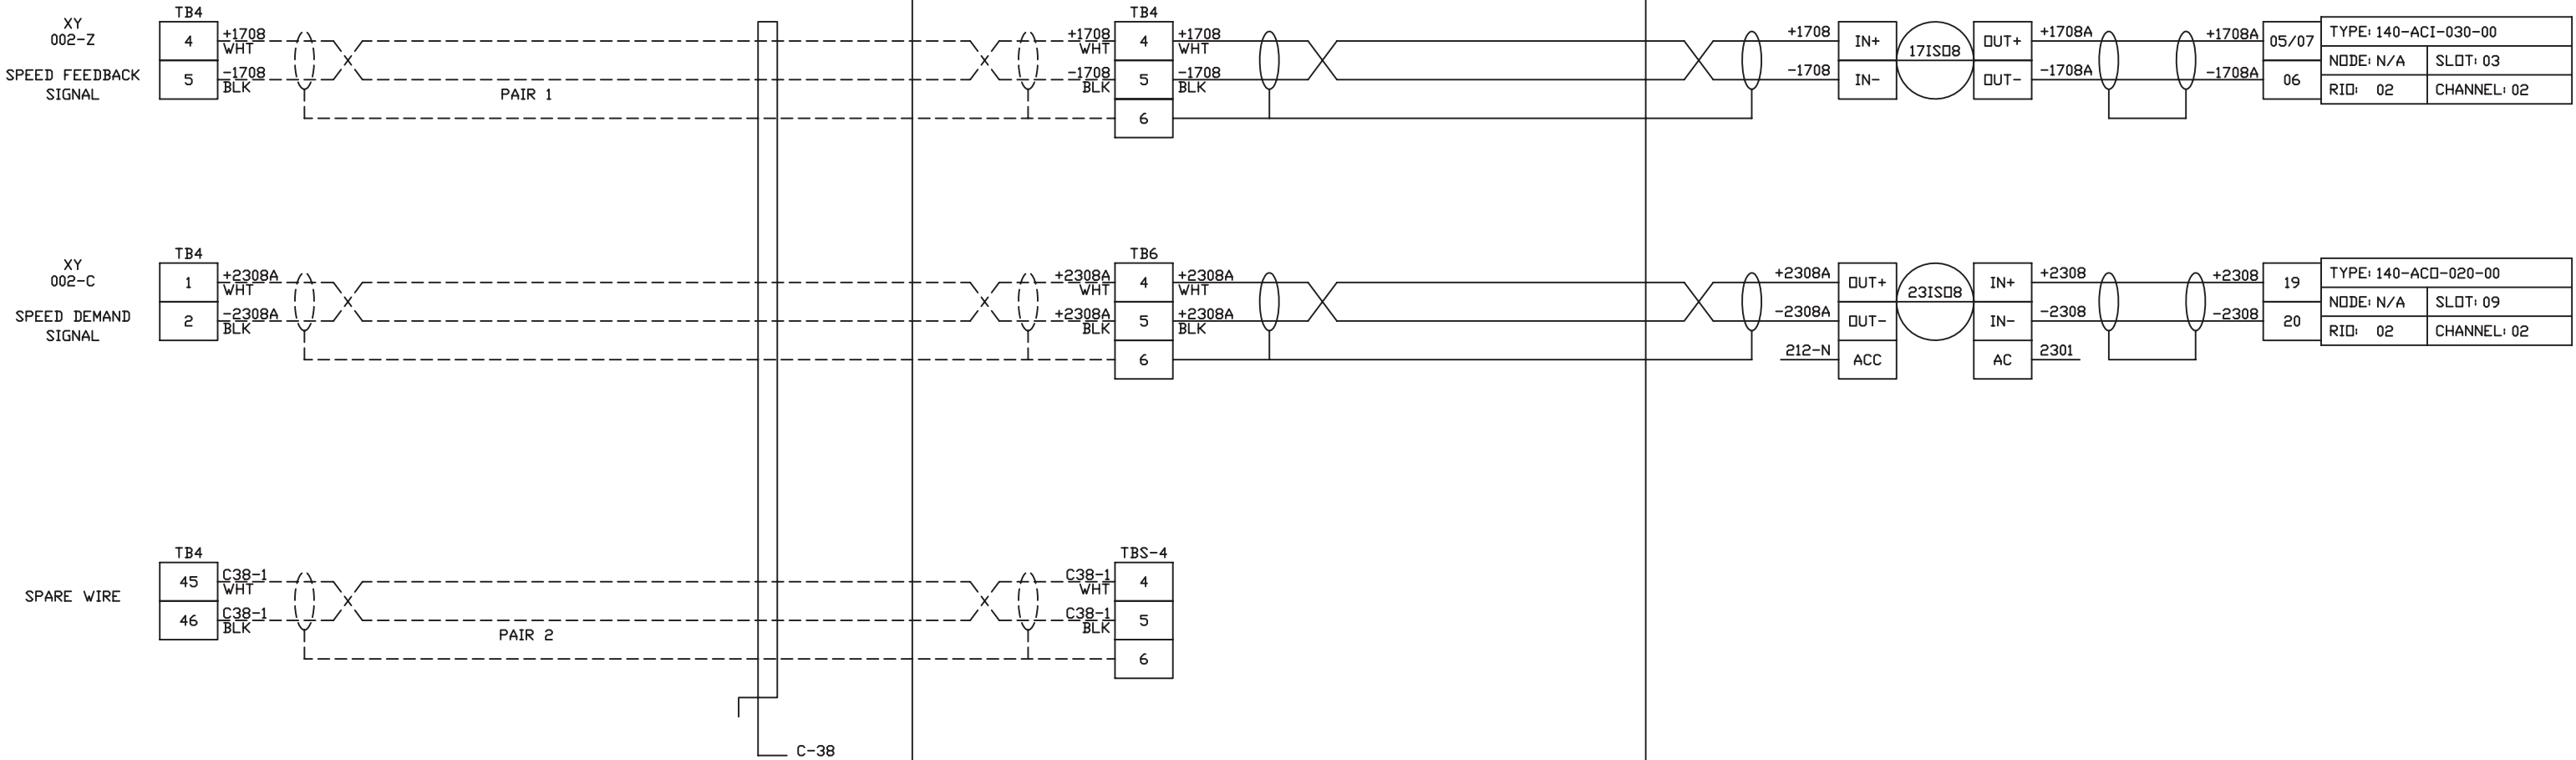 XY
002-Z
SPEED FEEDBACK
SIGNAL
TB4
4
5
+1708
WHT
-1708
BLK
PAIR 1
+1708
WHT
-1708
BLK
TB4
4
5
6
+1708
WHT
-1708
BLK
+1708
-1708
IN+
IN-
17ISO8
OUT+
OUT-
+1708A
-1708A
+1708A
-1708A
05/07
06
TYPE: 140-ACI-030-00
NODE: N/A
SLOT: 03
RIO: 02
CHANNEL: 02
XY
002-C
SPEED DEMAND
SIGNAL
TB4
1
2
+2308A
WHT
-2308A
BLK
+2308A
WHT
+2308A
BLK
TB6
4
5
6
+2308A
WHT
+2308A
BLK
+2308A
-2308A
212-N
OUT+
OUT-
ACC
23ISO8
IN+
IN-
AC
+2308
-2308
2301
+2308
-2308
19
20
TYPE: 140-ACO-020-00
NODE: N/A
SLOT: 09
RIO: 02
CHANNEL: 02
SPARE WIRE
TB4
45
46
C38-1
WHT
C38-1
BLK
PAIR 2
C38-1
WHT
C38-1
BLK
TBS-4
4
5
6
C-38